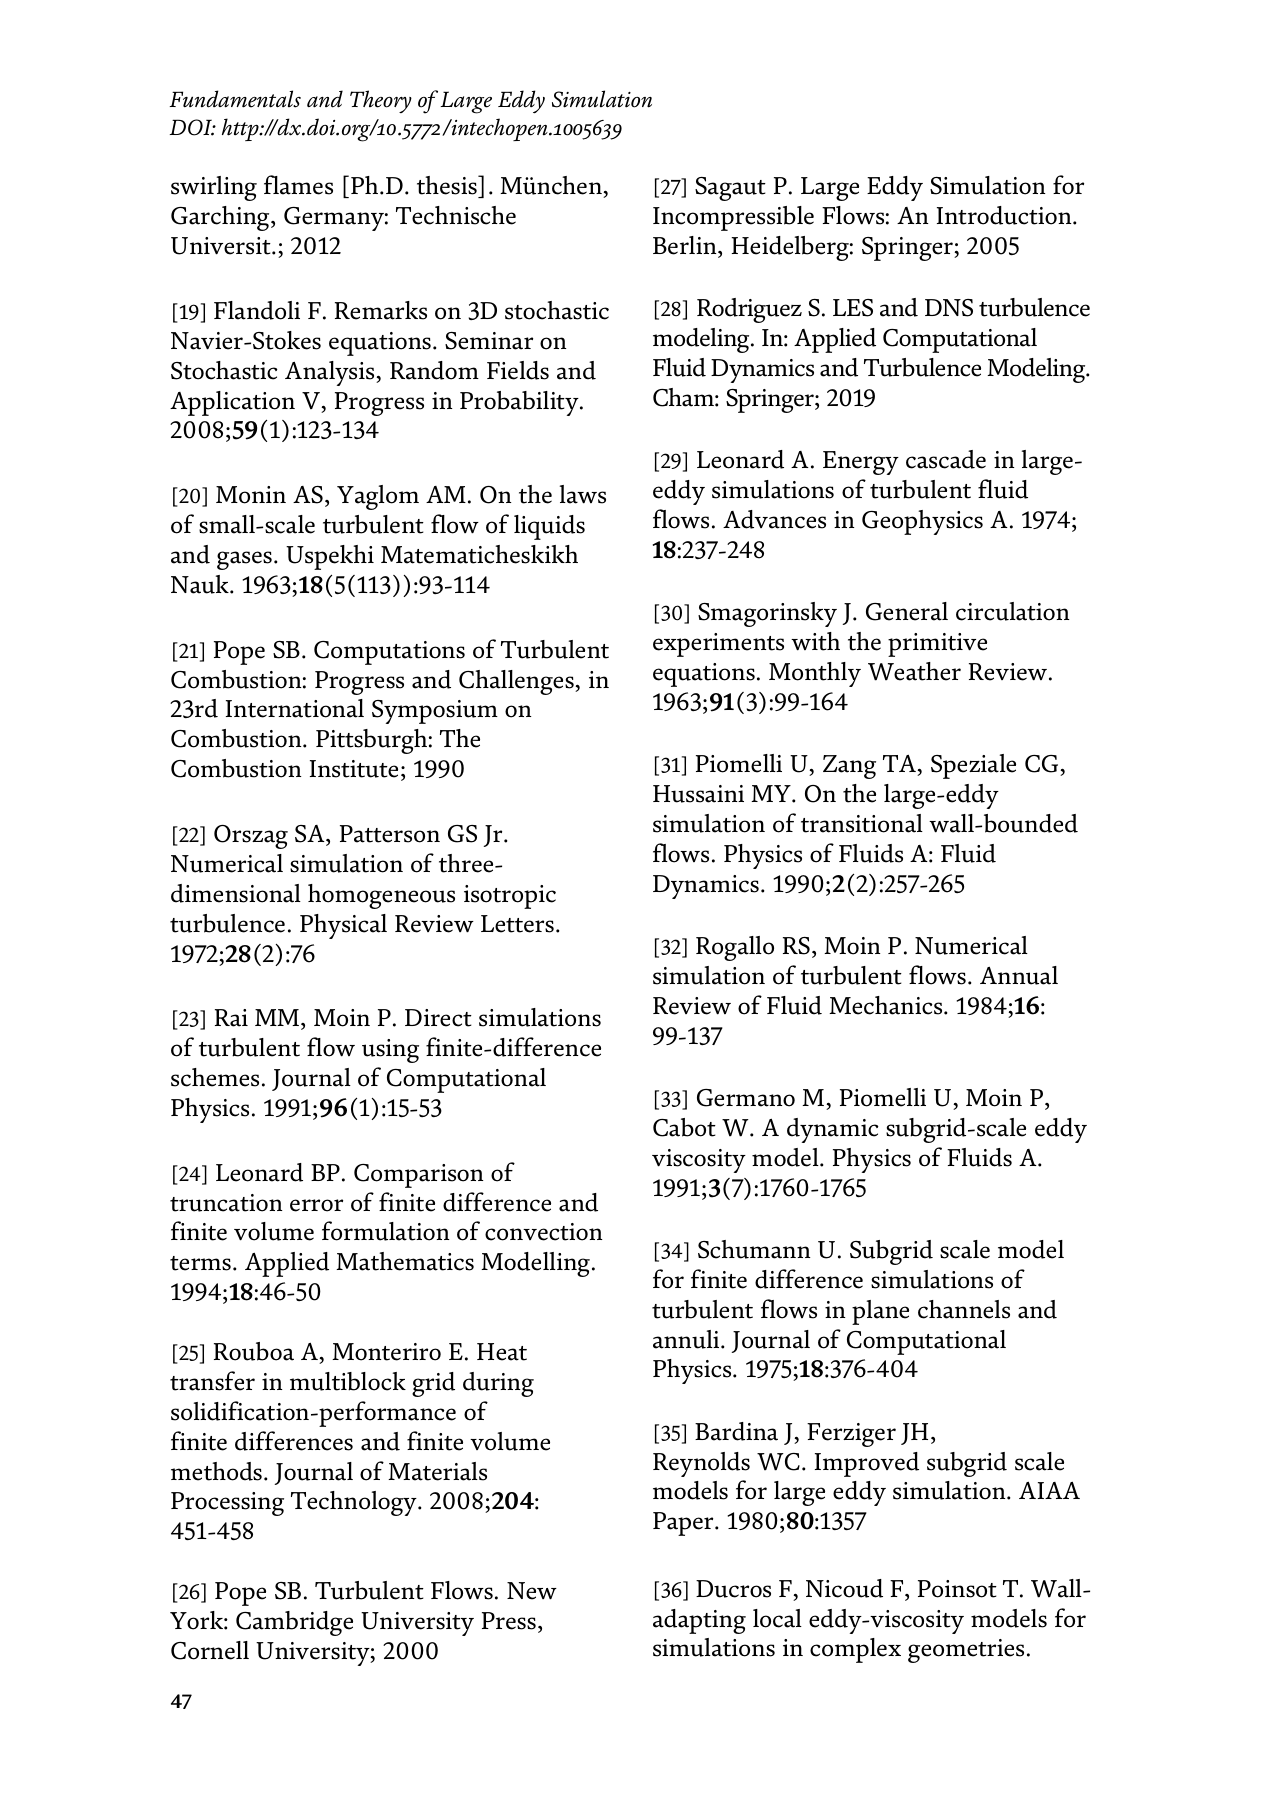 Fundamentals and Theory of Large Eddy Simulation
DOI: http://dx.doi.org/10.5772/intechopen.1005639
swirling flames [Ph.D. thesis]. München,
Garching, Germany: Technische
Universit.; 2012
[19] Flandoli F. Remarks on 3D stochastic
Navier-Stokes equations. Seminar on
Stochastic Analysis, Random Fields and
Application V, Progress in Probability.
2008;59(1):123-134
[20] Monin AS, Yaglom AM. On the laws
of small-scale turbulent flow of liquids
and gases. Uspekhi Matematicheskikh
Nauk. 1963;18(5(113)):93-114
[21] Pope SB. Computations of Turbulent
Combustion: Progress and Challenges, in
23rd International Symposium on
Combustion. Pittsburgh: The
Combustion Institute; 1990
[22] Orszag SA, Patterson GS Jr.
Numerical simulation of three-
dimensional homogeneous isotropic
turbulence. Physical Review Letters.
1972;28(2):76
[23] Rai MM, Moin P. Direct simulations
of turbulent flow using finite-difference
schemes. Journal of Computational
Physics. 1991;96(1):15-53
[24] Leonard BP. Comparison of
truncation error of finite difference and
finite volume formulation of convection
terms. Applied Mathematics Modelling.
1994;18:46-50
[25] Rouboa A, Monteriro E. Heat
transfer in multiblock grid during
solidification-performance of
finite differences and finite volume
methods. Journal of Materials
Processing Technology. 2008;204:
451-458
[26] Pope SB. Turbulent Flows. New
York: Cambridge University Press,
Cornell University; 2000
[27] Sagaut P. Large Eddy Simulation for
Incompressible Flows: An Introduction.
Berlin, Heidelberg: Springer; 2005
[28] Rodriguez S. LES and DNS turbulence
modeling. In: Applied Computational
Fluid Dynamics and Turbulence Modeling.
Cham: Springer; 2019
[29] Leonard A. Energy cascade in large-
eddy simulations of turbulent fluid
flows. Advances in Geophysics A. 1974;
18:237-248
[30] Smagorinsky J. General circulation
experiments with the primitive
equations. Monthly Weather Review.
1963;91(3):99-164
[31] Piomelli U, Zang TA, Speziale CG,
Hussaini MY. On the large-eddy
simulation of transitional wall-bounded
flows. Physics of Fluids A: Fluid
Dynamics. 1990;2(2):257-265
[32] Rogallo RS, Moin P. Numerical
simulation of turbulent flows. Annual
Review of Fluid Mechanics. 1984;16:
99-137
[33] Germano M, Piomelli U, Moin P,
Cabot W. A dynamic subgrid-scale eddy
viscosity model. Physics of Fluids A.
1991;3(7):1760-1765
[34] Schumann U. Subgrid scale model
for finite difference simulations of
turbulent flows in plane channels and
annuli. Journal of Computational
Physics. 1975;18:376-404
[35] Bardina J, Ferziger JH,
Reynolds WC. Improved subgrid scale
models for large eddy simulation. AIAA
Paper. 1980;80:1357
[36] Ducros F, Nicoud F, Poinsot T. Wall-
adapting local eddy-viscosity models for
simulations in complex geometries.
47